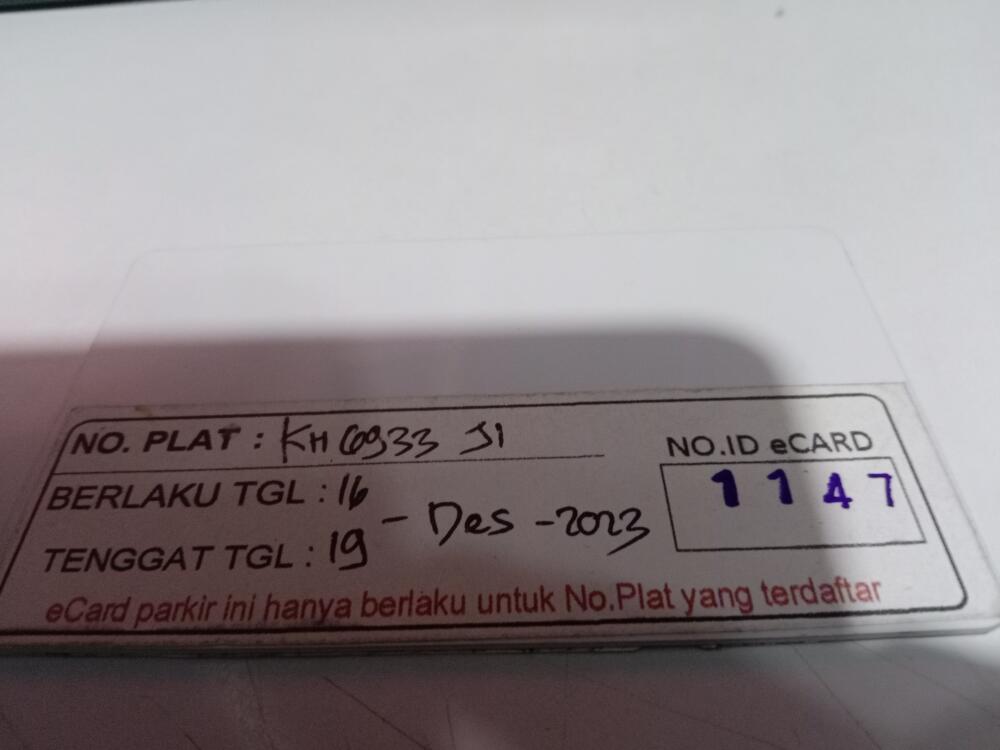 NO. PLAT : KH 6933 JI
NO.ID eCARD
1147
BERLAKU TGL : 16
- Des - 2023
TENGGAT TGL : 19
eCard parkir ini hanya berlaku untuk No.Plat yang terdaftar